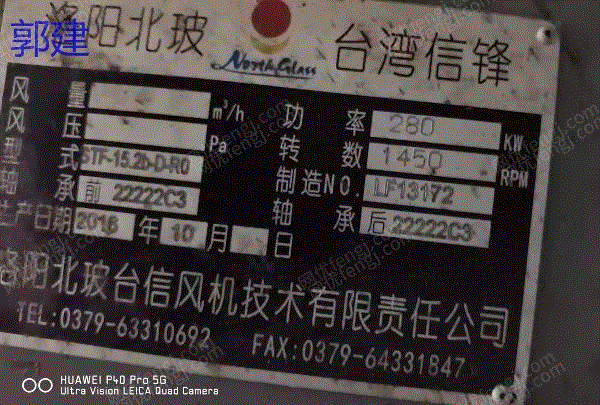 郭建
洛阳北玻 NorthGlass 台湾信锋
风量 m³/h 功率 280 KW
风压 Pa 转数 1450 RPM
型式 STF-15.2b-D-R0 制造NO. LF13172
轴承 前 22222C3 轴承 后 22222C3
生产日期 2016 年 10 月 日
洛阳北玻台信风机技术有限责任公司
TEL:0379-63310692 FAX:0379-64331847
HUAWEI P40 Pro 5G
Ultra Vision LEICA Quad Camera